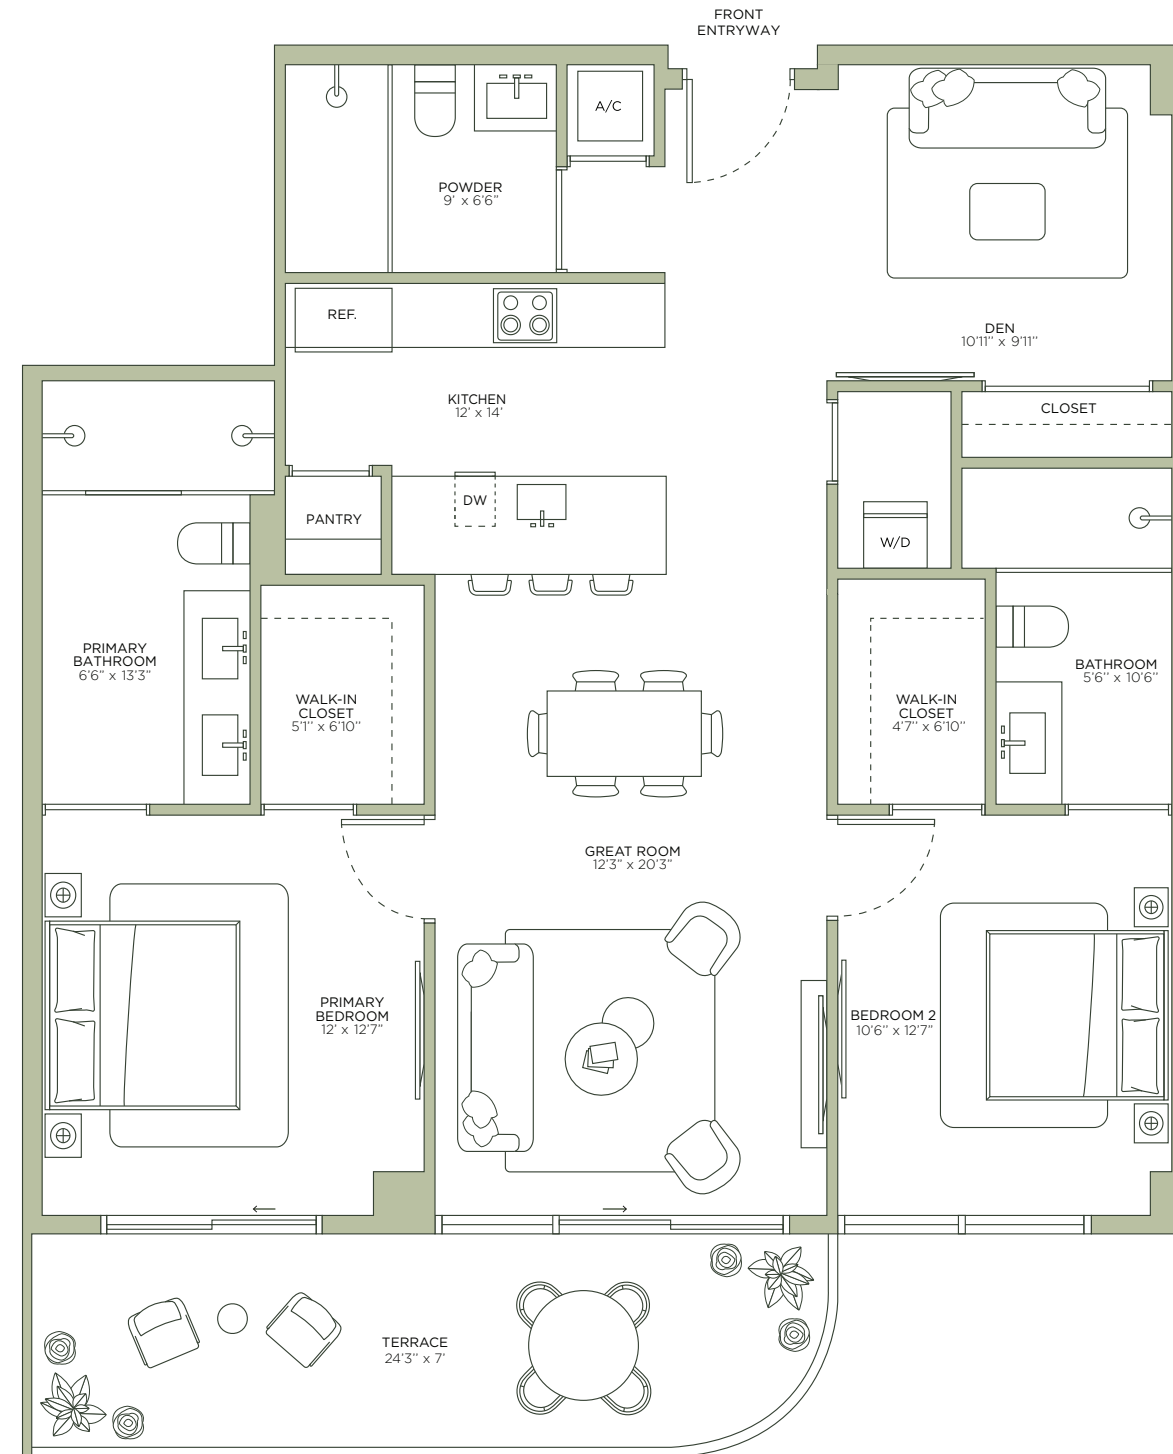 FRONT
ENTRYWAY
A/C
POWDER
9' x 6'6"
REF.
DEN
10'11'' x 9'11''
KITCHEN
12' x 14'
CLOSET
DW
PANTRY
W/D
PRIMARY
BATHROOM
6'6'' x 13'3"
BATHROOM
5'6'' x 10'6''
WALK-IN
CLOSET
5'1'' x 6'10''
WALK-IN
CLOSET
4'7'' x 6'10''
GREAT ROOM
12'3" x 20'3"
PRIMARY
BEDROOM
12' x 12'7"
BEDROOM 2
10'6'' x 12'7"
TERRACE
24'3'' x 7'